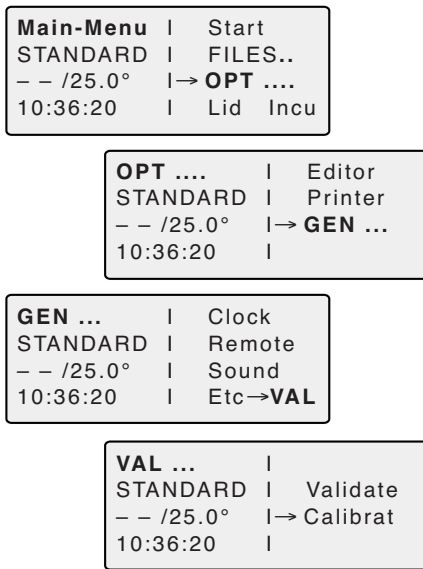 Main-Menu I Start
STANDARD I FILES..
– – /25.0° I→ OPT ....
10:36:20 I Lid Incu
OPT .... I Editor
STANDARD I Printer
– – /25.0° I→ GEN ...
10:36:20 I
GEN ... I Clock
STANDARD I Remote
– – /25.0° I Sound
10:36:20 I Etc→VAL
VAL ... I
STANDARD I Validate
– – /25.0° I→ Calibrat
10:36:20 I